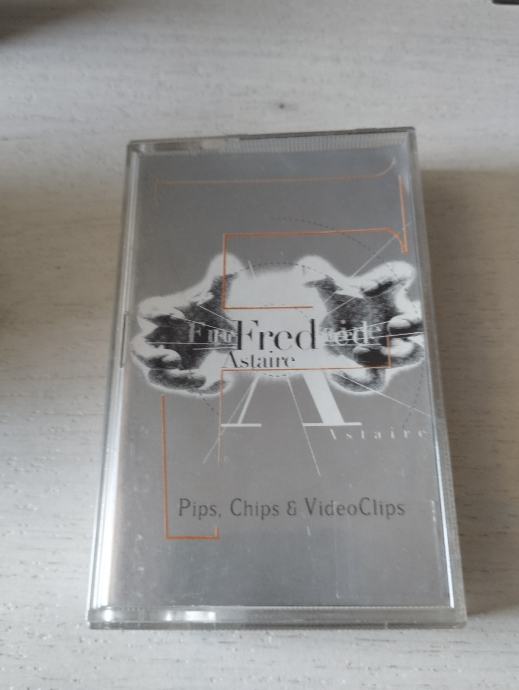 Fred
Astaire
Astaire
Pips, Chips & VideoClips